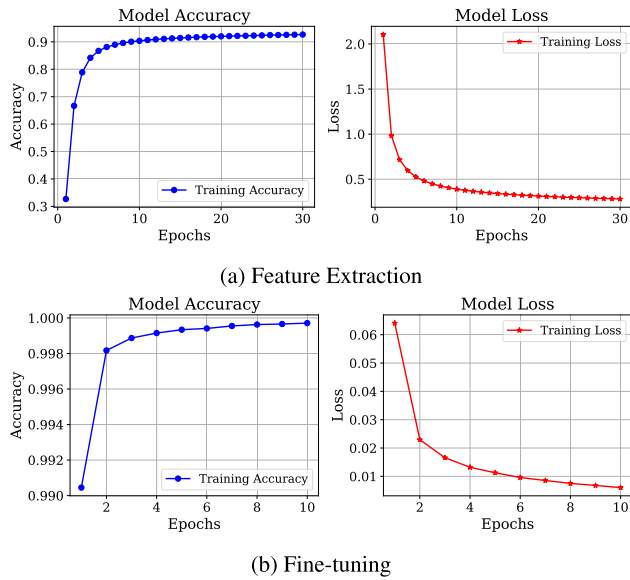 Model Accuracy
Accuracy
0.9
0.8
0.7
0.6
0.5
0.4
0.3
Training Accuracy
0 10 20 30
Epochs
Model Loss
Loss
2.0
1.5
1.0
0.5
Training Loss
0 10 20 30
Epochs
(a) Feature Extraction
Model Accuracy
Accuracy
1.000
0.998
0.996
0.994
0.992
0.990
Training Accuracy
2 4 6 8 10
Epochs
Model Loss
Loss
0.06
0.05
0.04
0.03
0.02
0.01
Training Loss
2 4 6 8 10
Epochs
(b) Fine-tuning